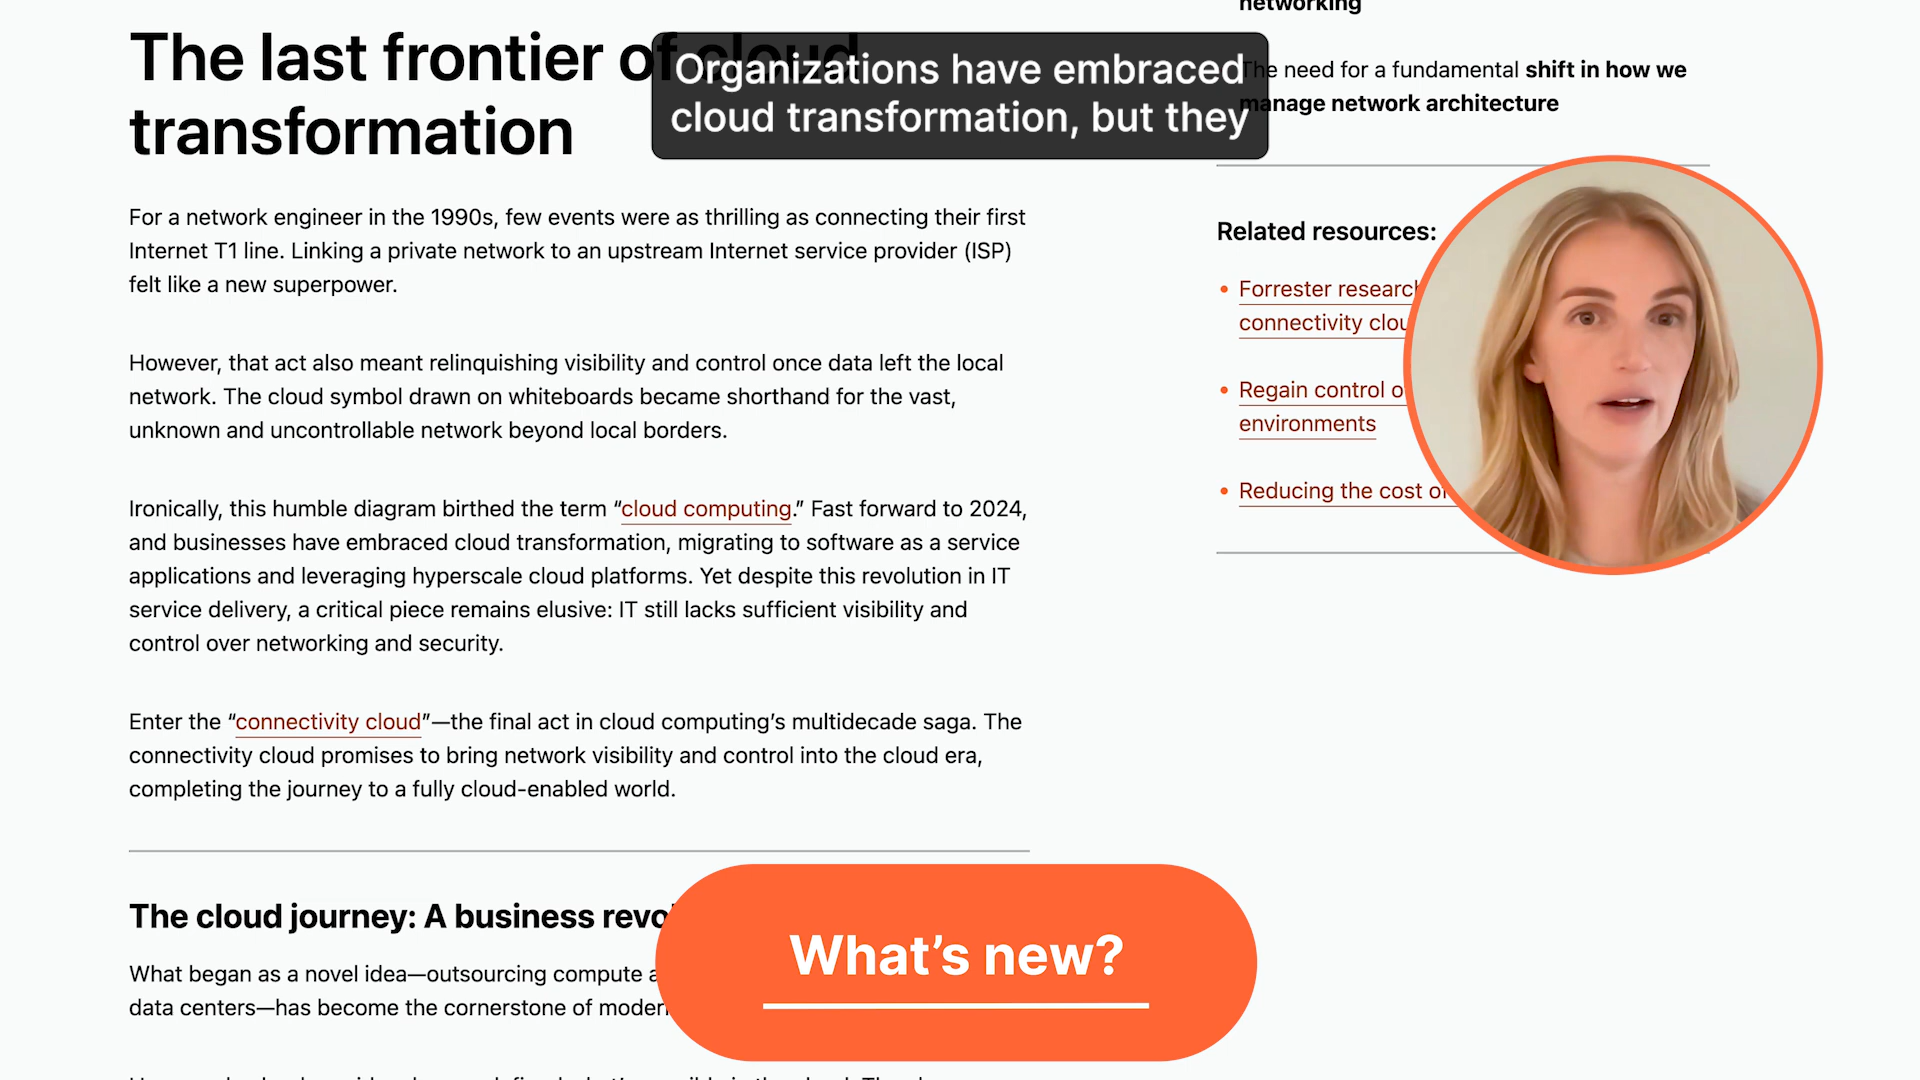 The last frontier of cloud
transformation
Organizations have embraced
cloud transformation, but they
For a network engineer in the 1990s, few events were as thrilling as connecting their first
Internet T1 line. Linking a private network to an upstream Internet service provider (ISP)
felt like a new superpower.
However, that act also meant relinquishing visibility and control once data left the local
network. The cloud symbol drawn on whiteboards became shorthand for the vast,
unknown and uncontrollable network beyond local borders.
Ironically, this humble diagram birthed the term “cloud computing.” Fast forward to 2024,
and businesses have embraced cloud transformation, migrating to software as a service
applications and leveraging hyperscale cloud platforms. Yet despite this revolution in IT
service delivery, a critical piece remains elusive: IT still lacks sufficient visibility and
control over networking and security.
Enter the “connectivity cloud”—the final act in cloud computing’s multidecade saga. The
connectivity cloud promises to bring network visibility and control into the cloud era,
completing the journey to a fully cloud-enabled world.
The cloud journey: A business
What began as a novel idea—outsourcing compute
data centers—has become the cornerstone of
What’s new?
networking
The need for a fundamental shift in how we
manage network architecture
Related resources:
Forrester research
connectivity
Regain control
environments
Reducing the cost